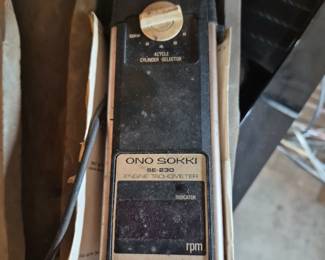 4CYCLE
CYLINDER SELECTOR
ONO SOKKI
SE-230
ENGINE TACHOMETER
INDICATOR
rpm